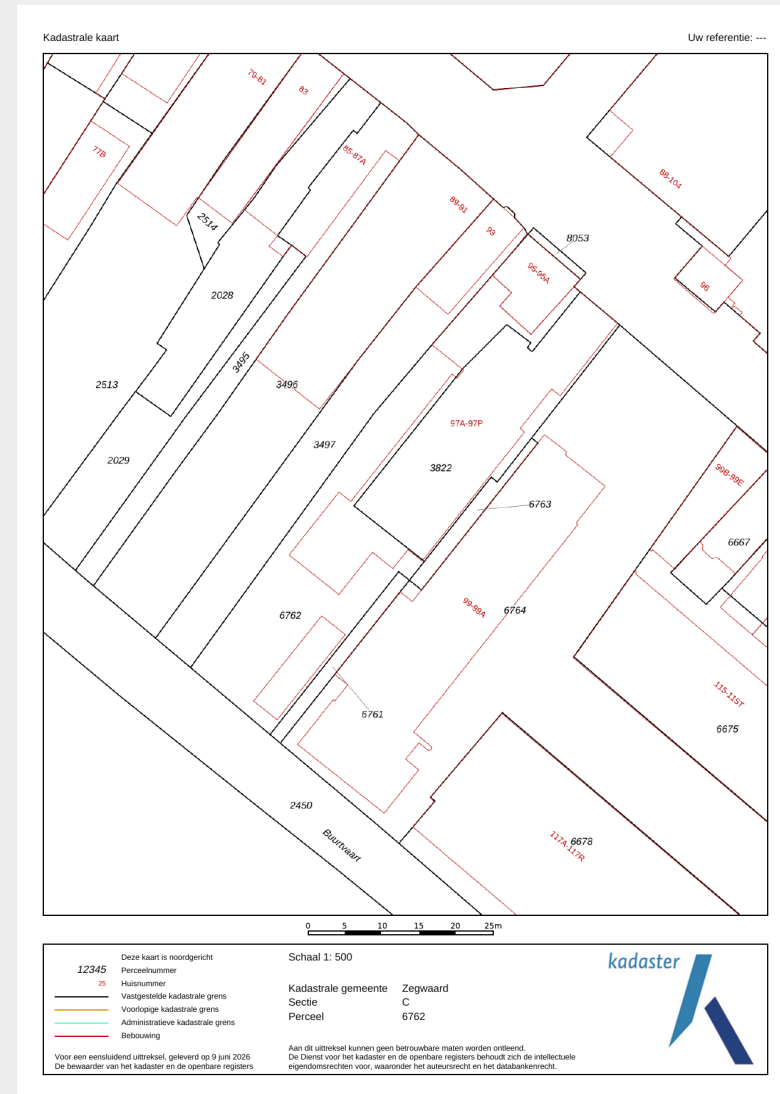 Kadastrale kaart
Uw referentie: ---
79-81
83
77B
85-87A
88-104
89-81
93
2514
8053
95-95A
96
2028
3495
2513
3496
97A-97P
3497
2029
3822
99B-99E
6763
6667
99-99A
6764
6762
115-115T
6761
6675
2450
Buurtvaart
6678
117A-117R
0 5 10 15 20 25m
Deze kaart is noordgericht
12345 Perceelnummer
25 Huisnummer
Vastgestelde kadastrale grens
Voorlopige kadastrale grens
Administratieve kadastrale grens
Bebouwing
Voor een eensluidend uittreksel, geleverd op 9 juni 2026
De bewaarder van het kadaster en de openbare registers
Schaal 1: 500
Kadastrale gemeente Zegwaard
Sectie C
Perceel 6762
Aan dit uittreksel kunnen geen betrouwbare maten worden ontleend.
De Dienst voor het kadaster en de openbare registers behoudt zich de intellectuele
eigendomsrechten voor, waaronder het auteursrecht en het databankenrecht.
kadaster